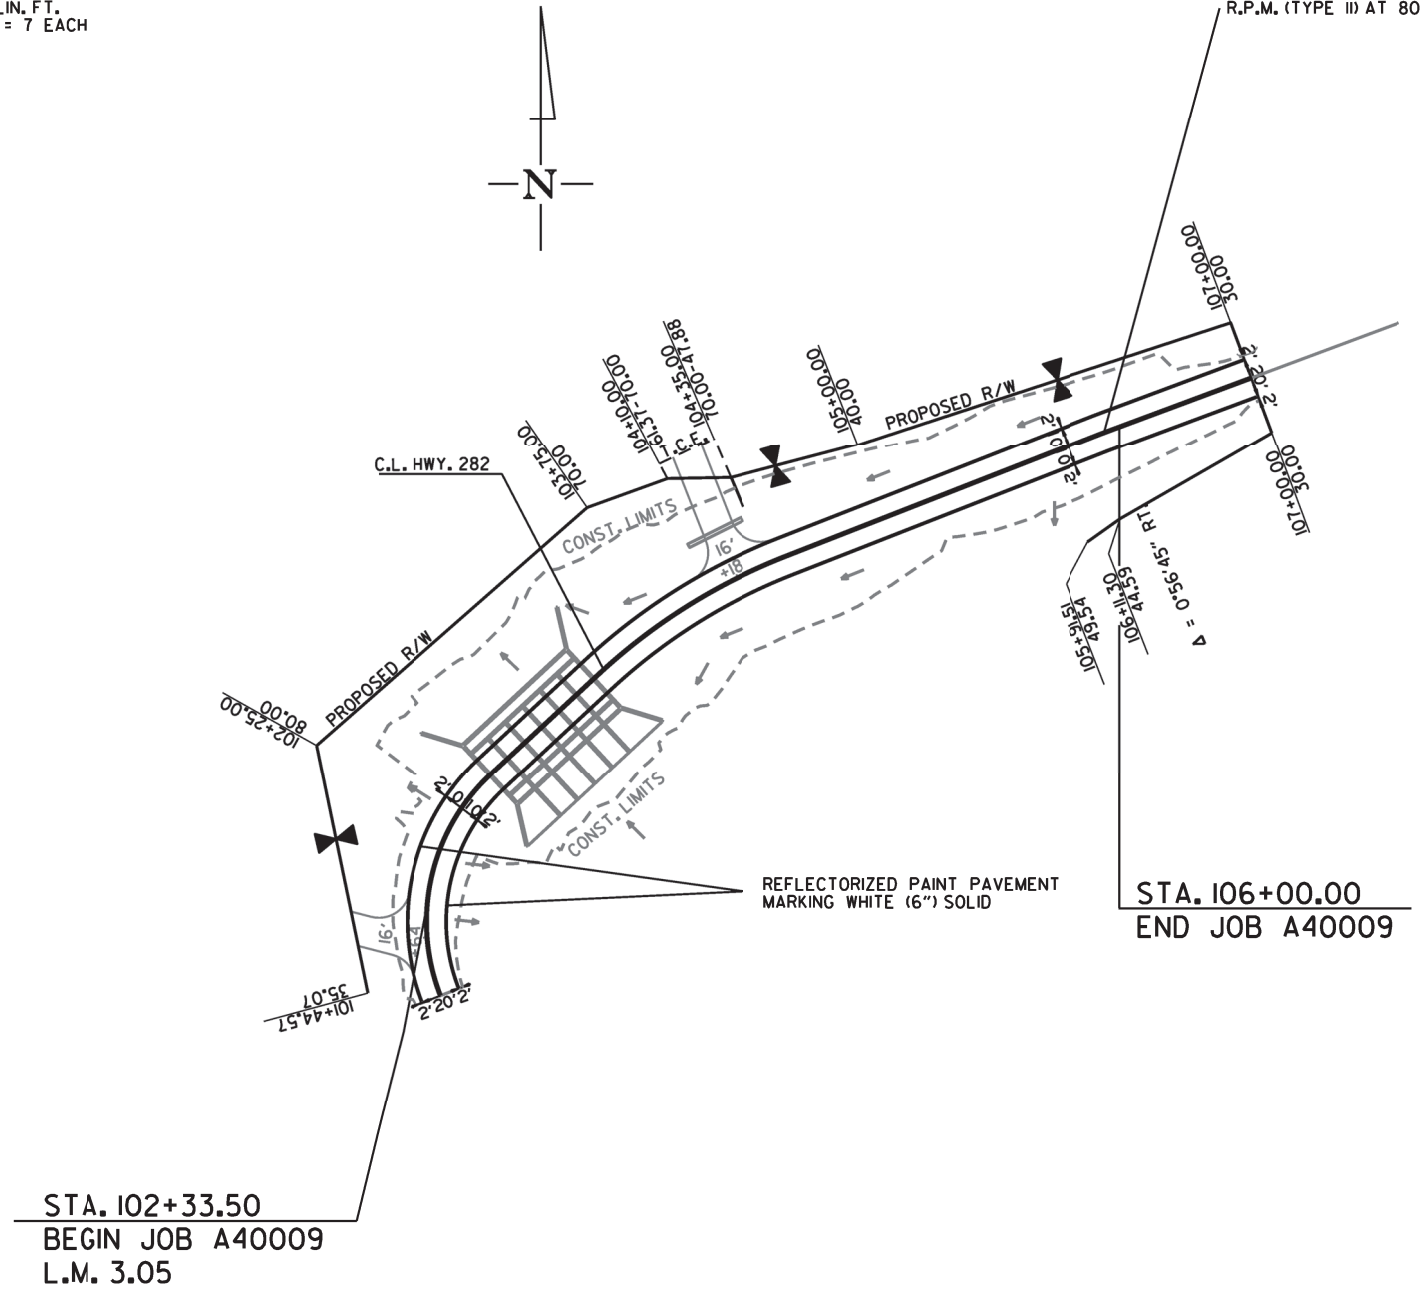 LIN. FT.
= 7 EACH
R.P.M. (TYPE II) AT 80
N
107+00.00
30.00
104+10.00
61.37-70.00
104+35.00
70.00-47.88
105+00.00
40.00
103+75.00
70.00
T.C.E.
PROPOSED R/W
2' 20' 2'
C.L. HWY. 282
CONST. LIMITS
16'
+18
107+00.00
30.00
Δ = 0°56'45" RT.
105+91.51
49.54
106+11.30
44.59
PROPOSED R/W
102+25.00
80.00
CONST. LIMITS
REFLECTORIZED PAINT PAVEMENT
MARKING WHITE (6") SOLID
STA. 106+00.00
END JOB A40009
16'
+64
101+44.57
35.07
2' 20' 2'
STA. 102+33.50
BEGIN JOB A40009
L.M. 3.05